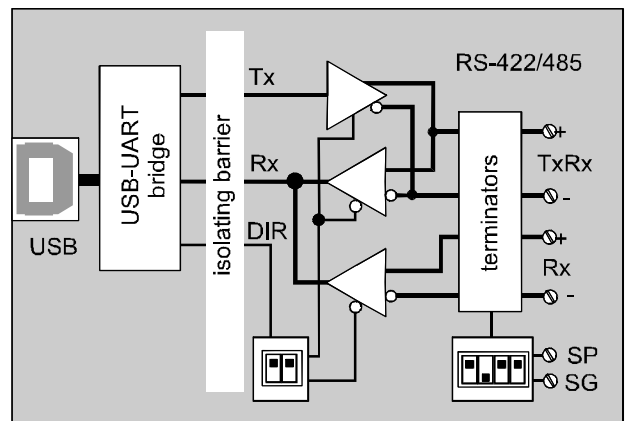 RS-422/485
Tx
Rx
DIR
USB
USB-UART
bridge
isolating barrier
terminators
+
TxRx
-
+
Rx
-
SP
SG